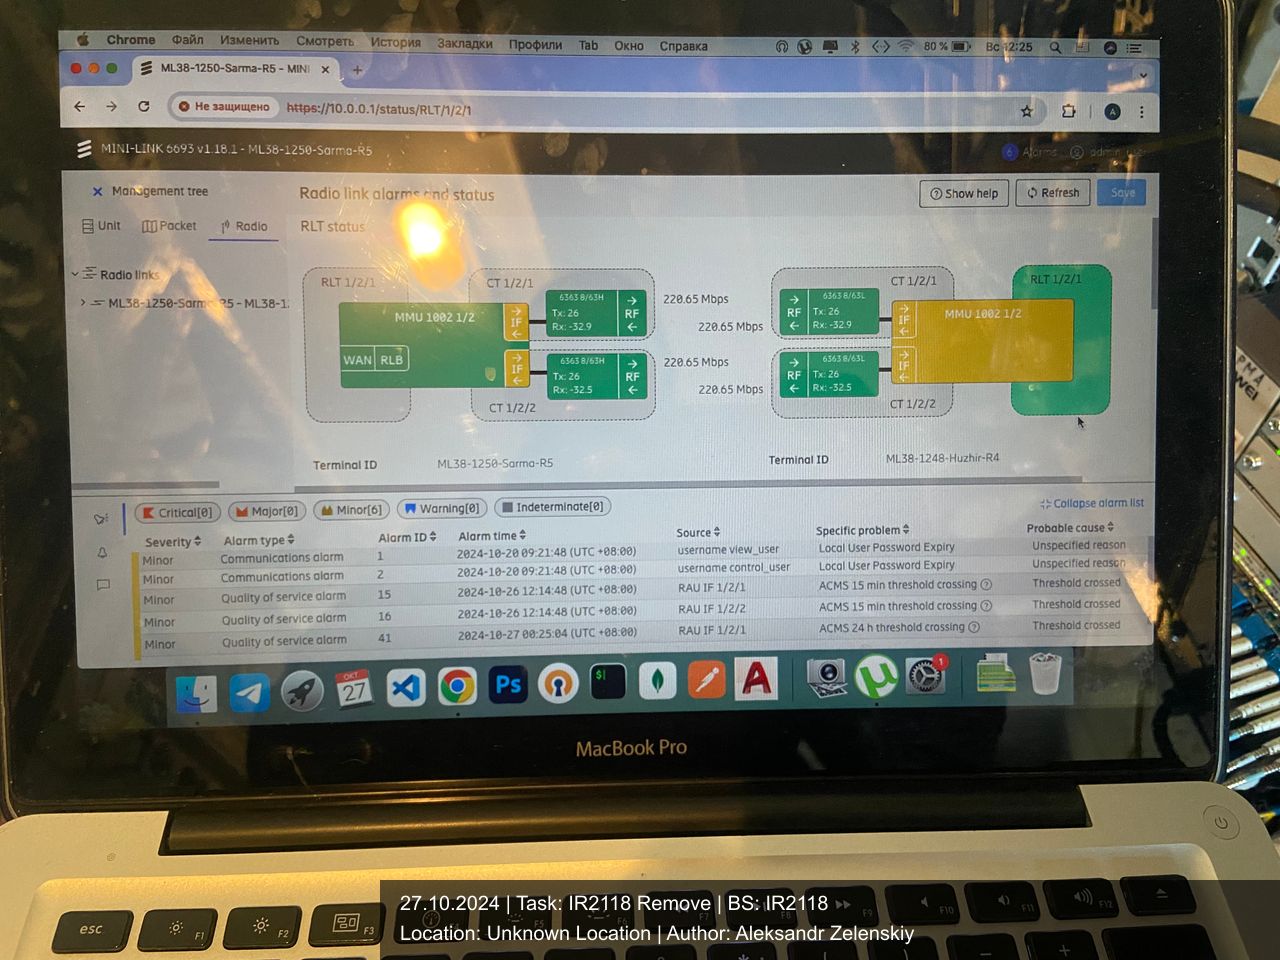 Chrome Файл Изменить Смотреть История Закладки Профили Tab Окно Справка 80 % Вс 12:25
ML38-1250-Sarma-R5 - MINI
Не защищено https://10.0.0.1/status/RLT/1/2/1
MINI-LINK 6693 v1.18.1 - ML38-1250-Sarma-R5
6 Alarms
Management tree
Radio link alarms and status
Show help Refresh Save
Unit Packet Radio
RLT status
Radio links
ML38-1250-Sarma-R5 - ML38-1
RLT 1/2/1 CT 1/2/1 CT 1/2/1 RLT 1/2/1
MMU 1002 1/2 IF 6363 8/63H Tx: 26 Rx: -32.9 RF 220.65 Mbps
220.65 Mbps RF 6363 8/63L Tx: 26 Rx: -32.9 IF MMU 1002 1/2
WAN RLB IF 6363 8/63H Tx: 26 Rx: -32.5 RF 220.65 Mbps
220.65 Mbps RF 6363 8/63L Tx: 26 Rx: -32.5 IF
CT 1/2/2 CT 1/2/2
Terminal ID ML38-1250-Sarma-R5 Terminal ID ML38-1248-Huzhir-R4
Critical[0] Major[0] Minor[6] Warning[0] Indeterminate[0] Collapse alarm list
Severity Alarm type Alarm ID Alarm time Source Specific problem Probable cause
Minor Communications alarm 1 2024-10-20 09:21:48 (UTC +08:00) username view_user Local User Password Expiry Unspecified reason
Minor Communications alarm 2 2024-10-20 09:21:48 (UTC +08:00) username control_user Local User Password Expiry Unspecified reason
Minor Quality of service alarm 15 2024-10-26 12:14:48 (UTC +08:00) RAU IF 1/2/1 ACMS 15 min threshold crossing Threshold crossed
Minor Quality of service alarm 16 2024-10-26 12:14:48 (UTC +08:00) RAU IF 1/2/2 ACMS 15 min threshold crossing Threshold crossed
Minor Quality of service alarm 41 2024-10-27 00:25:04 (UTC +08:00) RAU IF 1/2/1 ACMS 24 h threshold crossing Threshold crossed
ОКТ 27 Ps 1
MacBook Pro
esc F1 F2 F3 F9 F10 F11 F12
27.10.2024 | Task: IR2118 Remove | BS: IR2118
Location: Unknown Location | Author: Aleksandr Zelenskiy